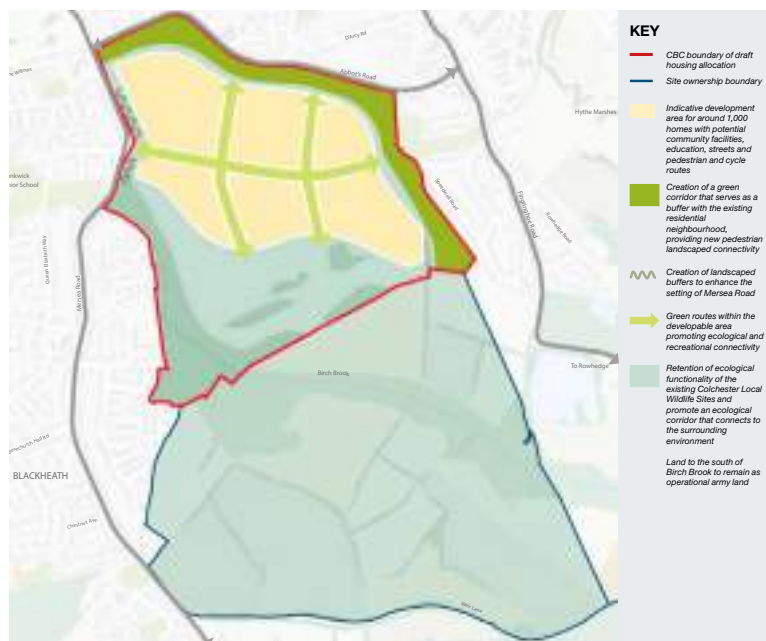 D'Arcy Rd
Abbot's Road
Hythe Marshes
Mersea Road
Fingringhoe Road
Rowhedge Road
To Rowhedge
Birch Brook
BLACKHEATH
KEY
CBC boundary of draft
housing allocation
Site ownership boundary
Indicative development
area for around 1,000
homes with potential
community facilities,
education, streets and
pedestrian and cycle
routes
Creation of a green
corridor that serves as a
buffer with the existing
residential
neighbourhood,
providing new pedestrian
landscaped connectivity
Creation of landscaped
buffers to enhance the
setting of Mersea Road
Green routes within the
developable area
promoting ecological and
recreational connectivity
Retention of ecological
functionality of the
existing Colchester Local
Wildlife Sites and
promote an ecological
corridor that connects to
the surrounding
environment
Land to the south of
Birch Brook to remain as
operational army land